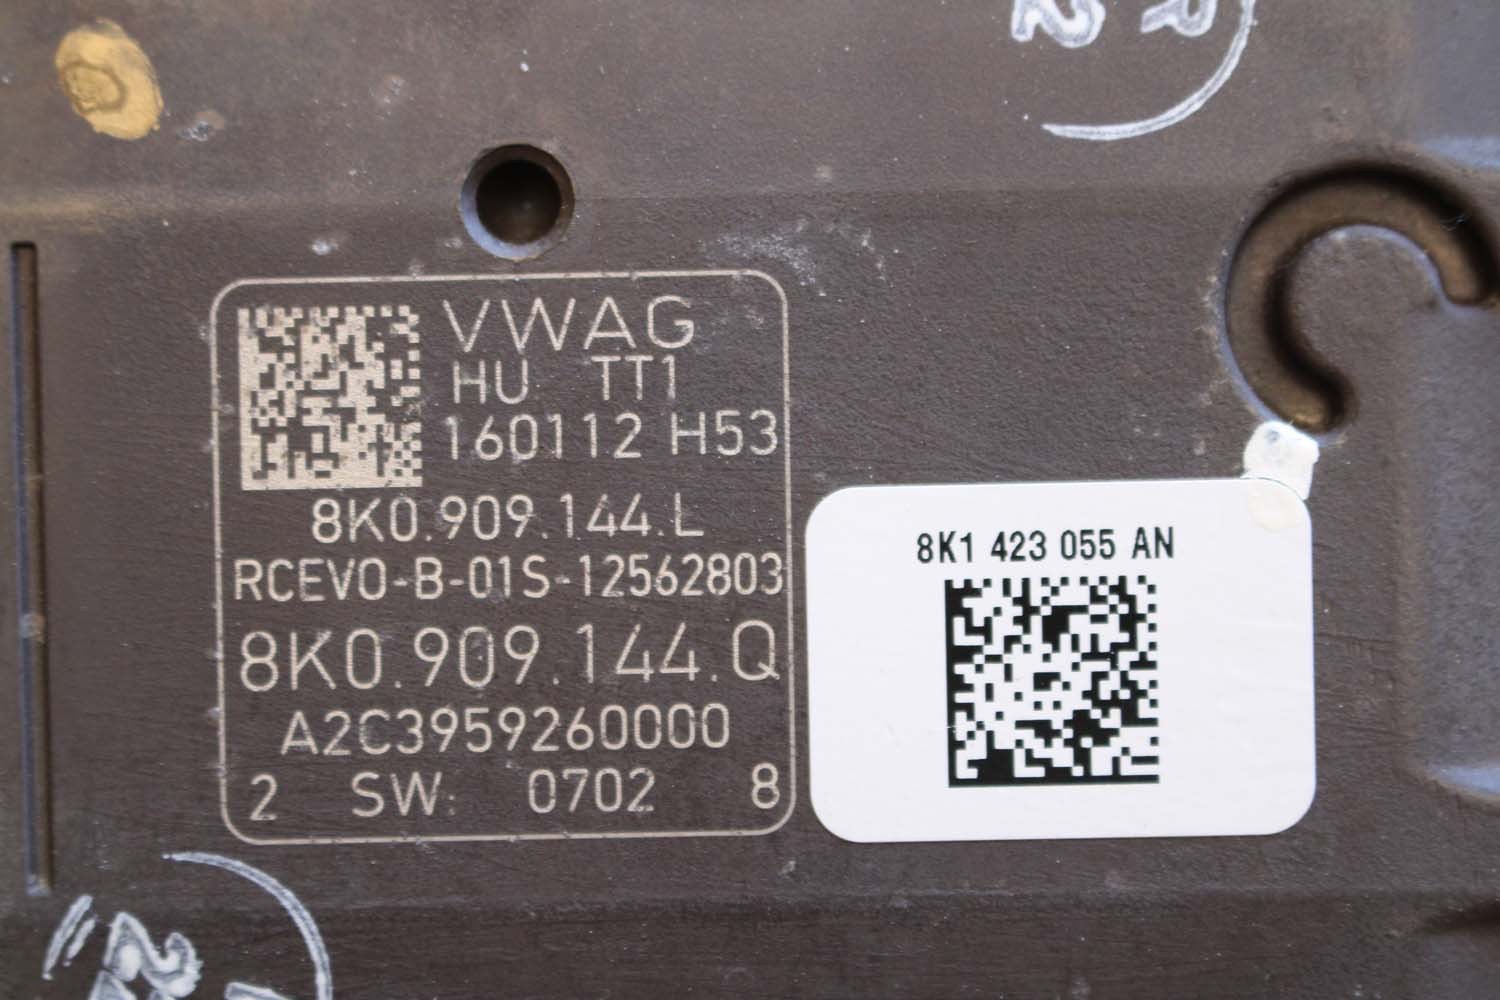 VWAG
HU TT1
160112 H53
8K0.909.144.L
RCEVO-B-01S-12562803
8K0.909.144.Q
A2C3959260000
2 SW: 0702 8
8K1 423 055 AN